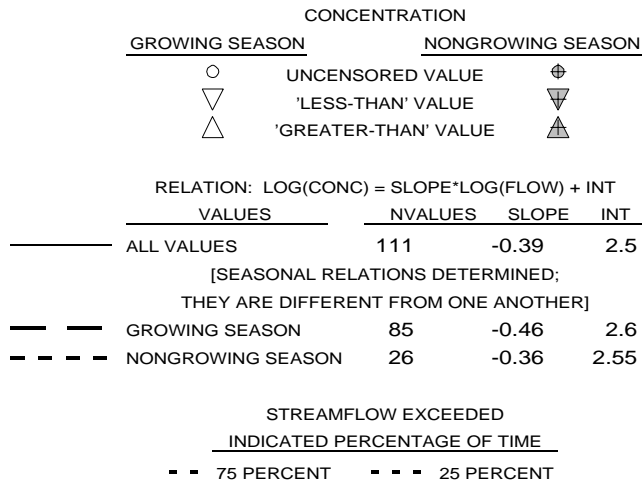 CONCENTRATION
GROWING SEASON NONGROWING SEASON
UNCENSORED VALUE
'LESS-THAN' VALUE
'GREATER-THAN' VALUE
RELATION: LOG(CONC) = SLOPE*LOG(FLOW) + INT
VALUES NVALUES SLOPE INT
ALL VALUES 111 -0.39 2.5
[SEASONAL RELATIONS DETERMINED;
THEY ARE DIFFERENT FROM ONE ANOTHER]
GROWING SEASON 85 -0.46 2.6
NONGROWING SEASON 26 -0.36 2.55
STREAMFLOW EXCEEDED
INDICATED PERCENTAGE OF TIME
75 PERCENT 25 PERCENT